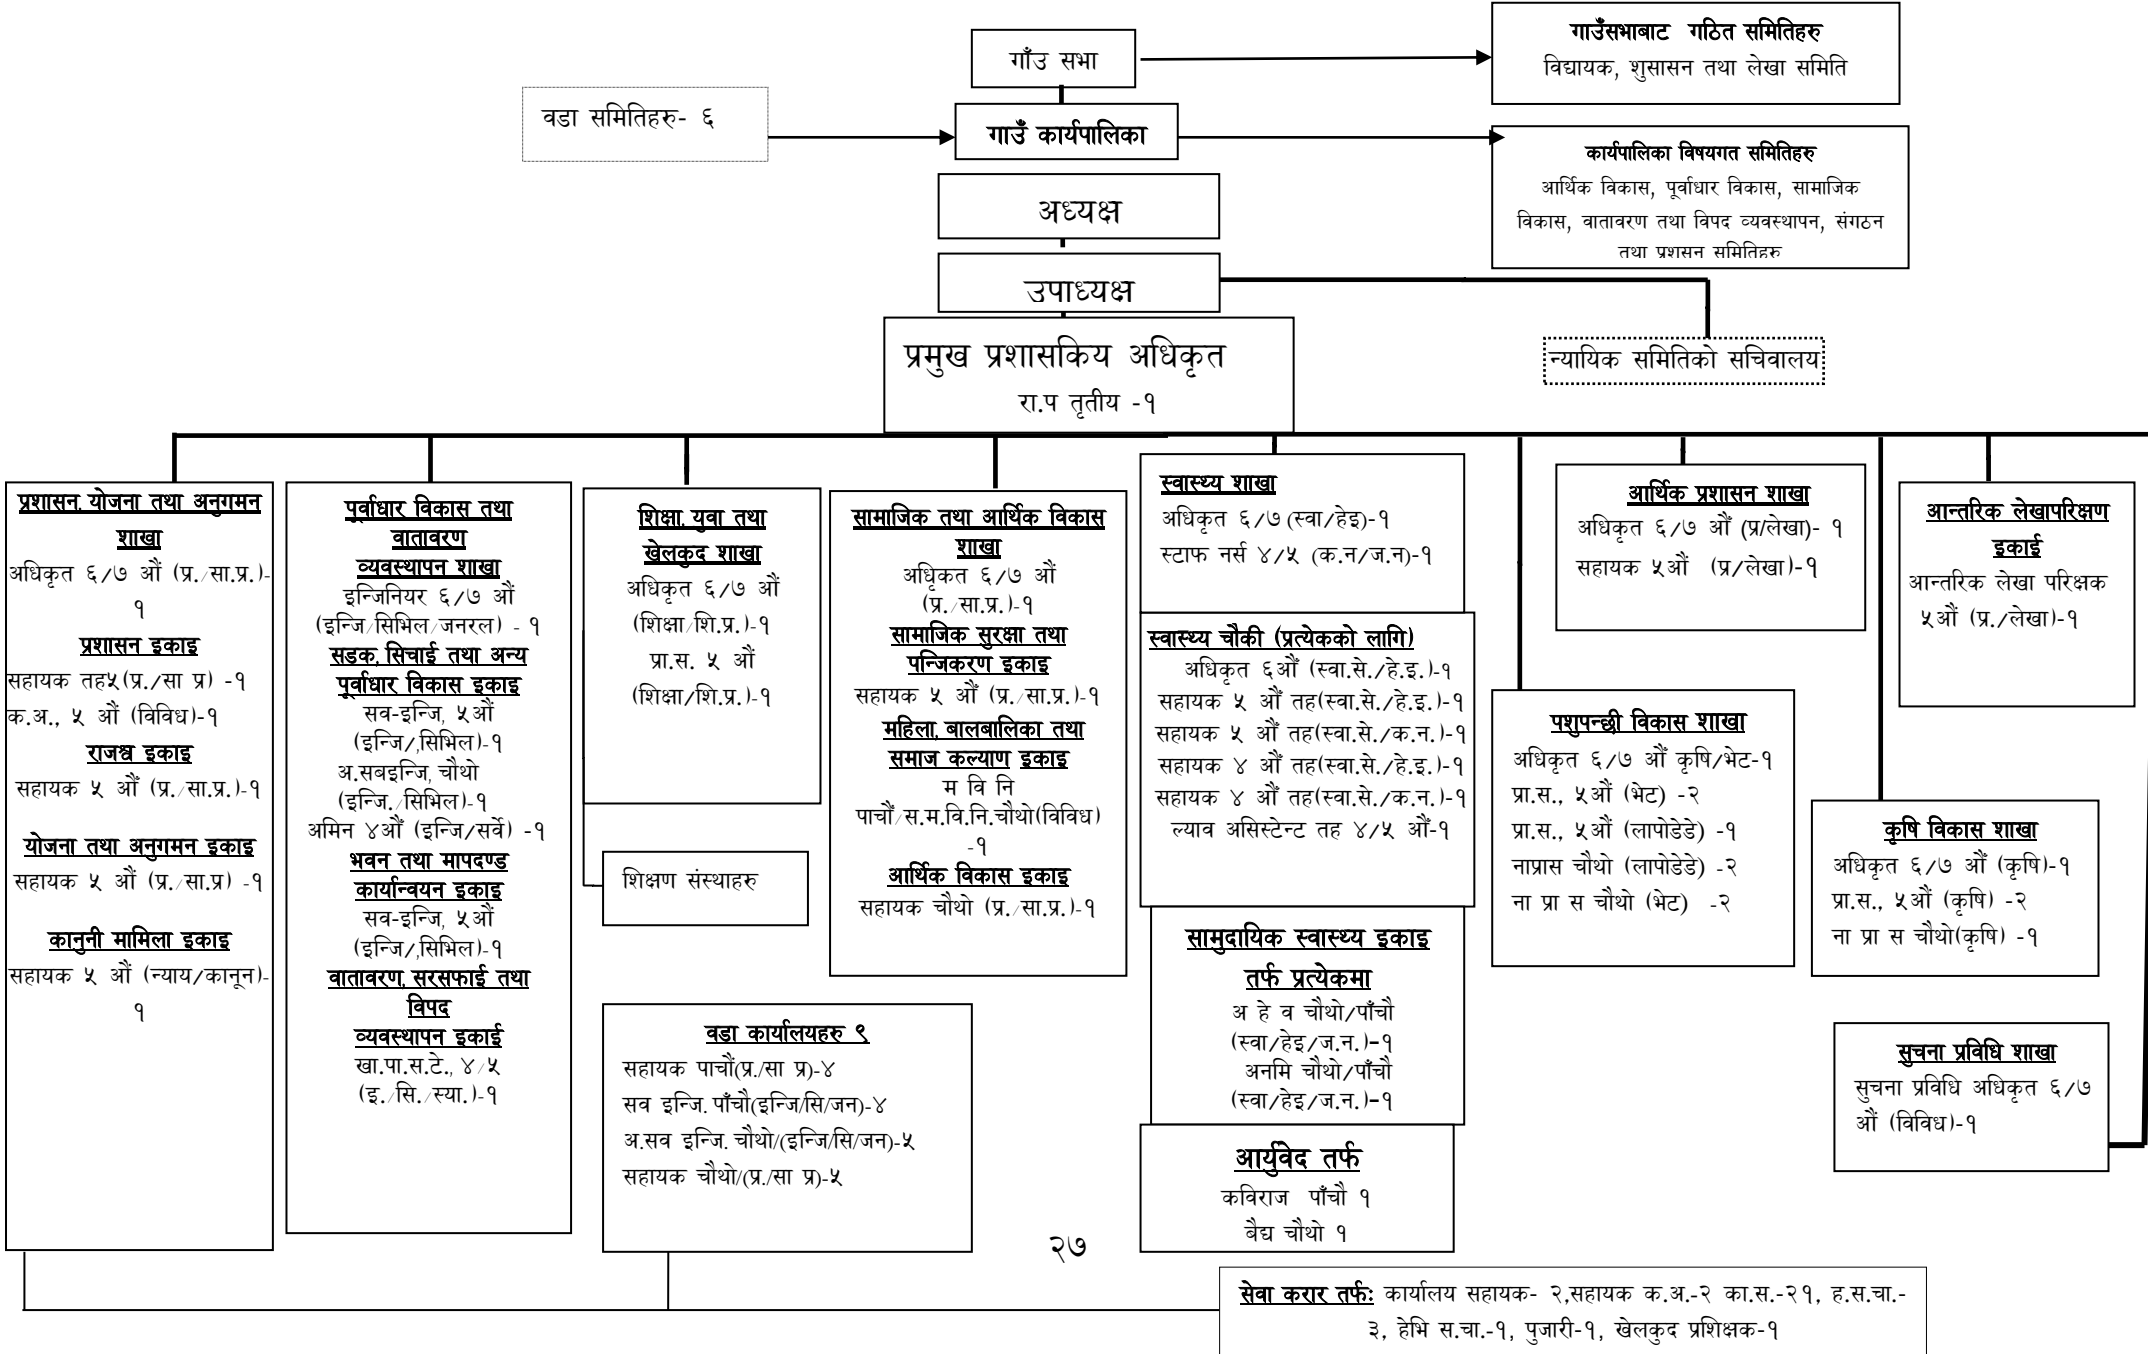 गाँउ सभा
गाउँसभाबाट गठित समितिहरु
विद्यायक, शुसासन तथा लेखा समिति
वडा समितिहरु- ६
गाउँ कार्यपालिका
कार्यपालिका विषयगत समितिहरु
आर्थिक विकास, पूर्वाधार विकास, सामाजिक
विकास, वातावरण तथा विपद व्यवस्थापन, संगठन
तथा प्रशसन समितिहरु
अध्यक्ष
उपाध्यक्ष
प्रमुख प्रशासकिय अधिकृत
रा.प तृतीय -१
न्यायिक समितिको सचिवालय
प्रशासन, योजना तथा अनुगमन
शाखा
अधिकृत ६/७ औं (प्र./सा.प्र.)-
१
प्रशासन इकाइ
सहायक तह५(प्र./सा प्र) -१
क.अ., ५ औं (विविध)-१
राजश्व इकाइ
सहायक ५ औं (प्र./सा.प्र.)-१
योजना तथा अनुगमन इकाइ
सहायक ५ औं (प्र./सा.प्र) -१
कानुनी मामिला इकाइ
सहायक ५ औं (न्याय/कानून)-
१
पूर्वाधार विकास तथा
वातावरण
व्यवस्थापन शाखा
इन्जिनियर ६/७ औं
(इन्जि/सिभिल/जनरल) - १
सडक, सिचाई तथा अन्य
पूर्वाधार विकास इकाइ
सव-इन्जि, ५औं
(इन्जि/,सिभिल)-१
अ.सबइन्जि, चौथो
(इन्जि./सिभिल)-१
अमिन ४औं (इन्जि/सर्वे) -१
भवन तथा मापदण्ड
कार्यान्वयन इकाइ
सव-इन्जि, ५औं
(इन्जि/,सिभिल)-१
वातावरण, सरसफाई तथा
विपद
व्यवस्थापन इकाई
खा.पा.स.टे., ४/५
(इ./सि./स्या.)-१
शिक्षा, युवा तथा
खेलकुद शाखा
अधिकृत ६/७ औं
(शिक्षा/शि.प्र.)-१
प्रा.स. ५ औं
(शिक्षा/शि.प्र.)-१
शिक्षण संस्थाहरु
सामाजिक तथा आर्थिक विकास
शाखा
अधिकृत ६/७ औं
(प्र./सा.प्र.)-१
सामाजिक सुरक्षा तथा
पन्जिकरण इकाइ
सहायक ५ औं (प्र./सा.प्र.)-१
महिला, बालबालिका तथा
समाज कल्याण इकाइ
म वि नि
पाचौं/स.म.वि.नि.चौथो(विविध)
-१
आर्थिक विकास इकाइ
सहायक चौथो (प्र./सा.प्र.)-१
वडा कार्यालयहरु ९
सहायक पाचौं(प्र./सा प्र)-४
सव इन्जि. पाँचौ(इन्जि/सि/जन)-४
अ.सव इन्जि. चौथो/(इन्जि/सि/जन)-५
सहायक चौथो/(प्र./सा प्र)-५
स्वास्थ्य शाखा
अधिकृत ६/७ (स्वा/हेइ)-१
स्टाफ नर्स ४/५ (क.न/ज.न)-१
स्वास्थ्य चौकी (प्रत्येकको लागि)
अधिकृत ६औं (स्वा.से./हे.इ.)-१
सहायक ५ औं तह(स्वा.से./हे.इ.)-१
सहायक ५ औं तह(स्वा.से./क.न.)-१
सहायक ४ औं तह(स्वा.से./हे.इ.)-१
सहायक ४ औं तह(स्वा.से./क.न.)-१
ल्याव असिस्टेन्ट तह ४/५ औं-१
सामुदायिक स्वास्थ्य इकाइ
तर्फ प्रत्येकमा
अ हे व चौथो/पाँचौ
(स्वा/हेइ/ज.न.)-१
अनमि चौथो/पाँचौ
(स्वा/हेइ/ज.न.)-१
आर्युवेद तर्फ
कविराज पाँचौ १
बैद्य चौथो १
आर्थिक प्रशासन शाखा
अधिकृत ६/७ औं (प्र/लेखा)- १
सहायक ५औं (प्र/लेखा)-१
पशुपन्छी विकास शाखा
अधिकृत ६/७ औं कृषि/भेट-१
प्रा.स., ५औं (भेट) -२
प्रा.स., ५औं (लापोडेडे) -१
नाप्रास चौथो (लापोडेडे) -२
ना प्रा स चौथो (भेट) -२
आन्तरिक लेखापरिक्षण
इकाई
आन्तरिक लेखा परिक्षक
५औं (प्र./लेखा)-१
कृषि विकास शाखा
अधिकृत ६/७ औं (कृषि)-१
प्रा.स., ५औं (कृषि) -२
ना प्रा स चौथो(कृषि) -१
सुचना प्रविधि शाखा
सुचना प्रविधि अधिकृत ६/७
औं (विविध)-१
२७
सेवा करार तर्फः कार्यालय सहायक- २,सहायक क.अ.-२ का.स.-२१, ह.स.चा.-
३, हेभि स.चा.-१, पुजारी-१, खेलकुद प्रशिक्षक-१